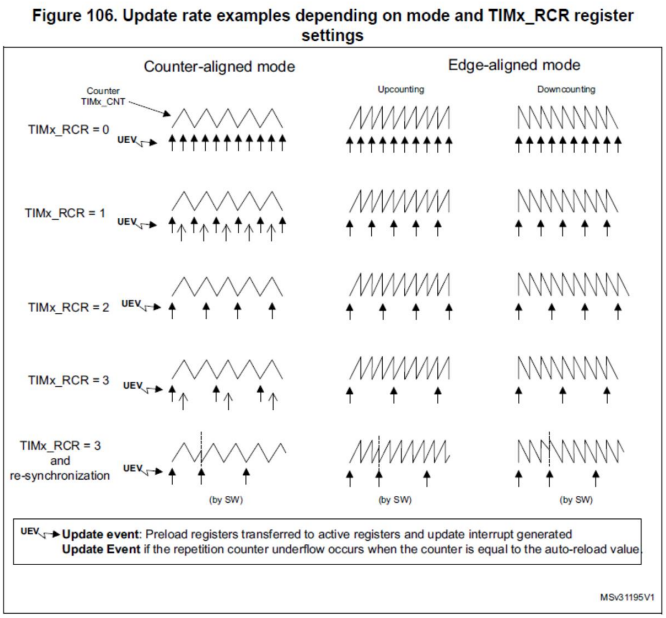 Figure 106. Update rate examples depending on mode and TIMx_RCR register
settings
Counter-aligned mode
Edge-aligned mode
Counter
TIMx_CNT
Upcounting
Downcounting
TIMx_RCR = 0
UEV
TIMx_RCR = 1
UEV
TIMx_RCR = 2
UEV
TIMx_RCR = 3
UEV
TIMx_RCR = 3
and
re-synchronization
UEV
(by SW)
(by SW)
(by SW)
UEV Update event: Preload registers transferred to active registers and update interrupt generated
Update Event if the repetition counter underflow occurs when the counter is equal to the auto-reload value.
MSv31195V1